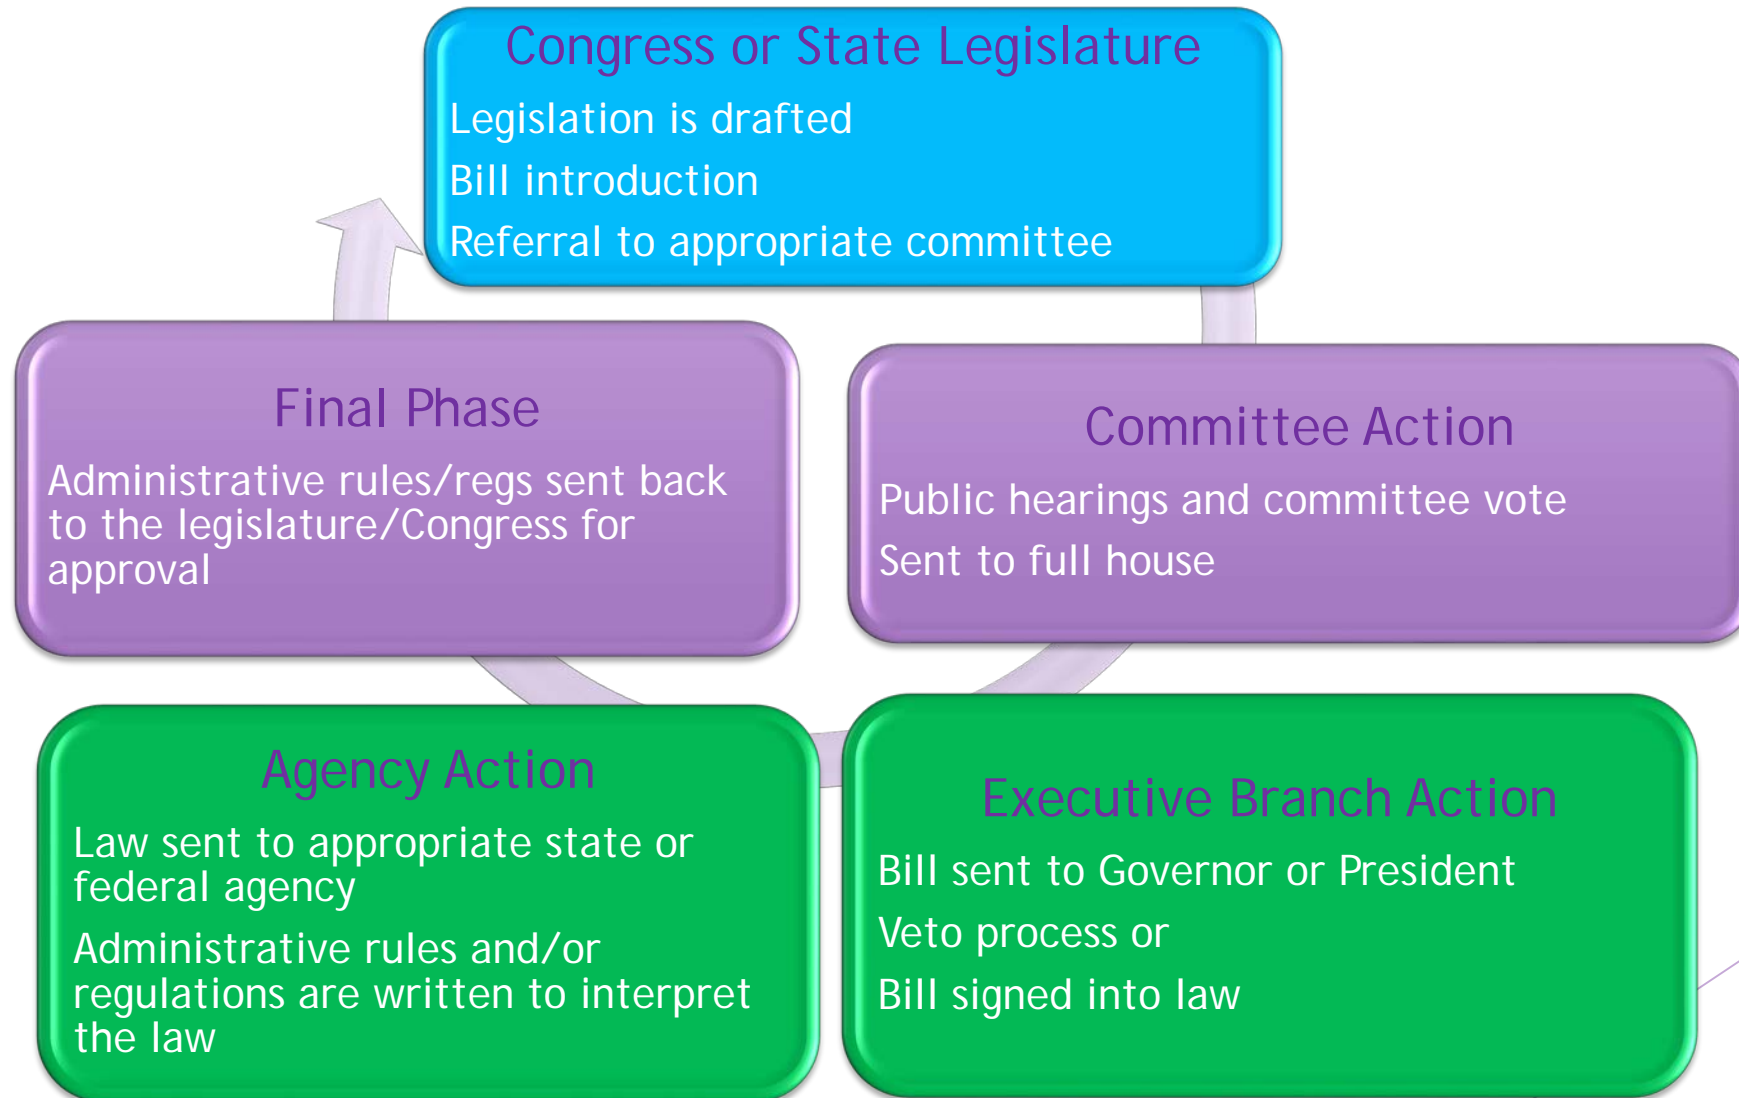 Congress or State Legislature
Legislation is drafted
Bill introduction
Referral to appropriate committee
Committee Action
Public hearings and committee vote
Sent to full house
Executive Branch Action
Bill sent to Governor or President
Veto process or
Bill signed into law
Agency Action
Law sent to appropriate state or
federal agency
Administrative rules and/or
regulations are written to interpret
the law
Final Phase
Administrative rules/regs sent back
to the legislature/Congress for
approval